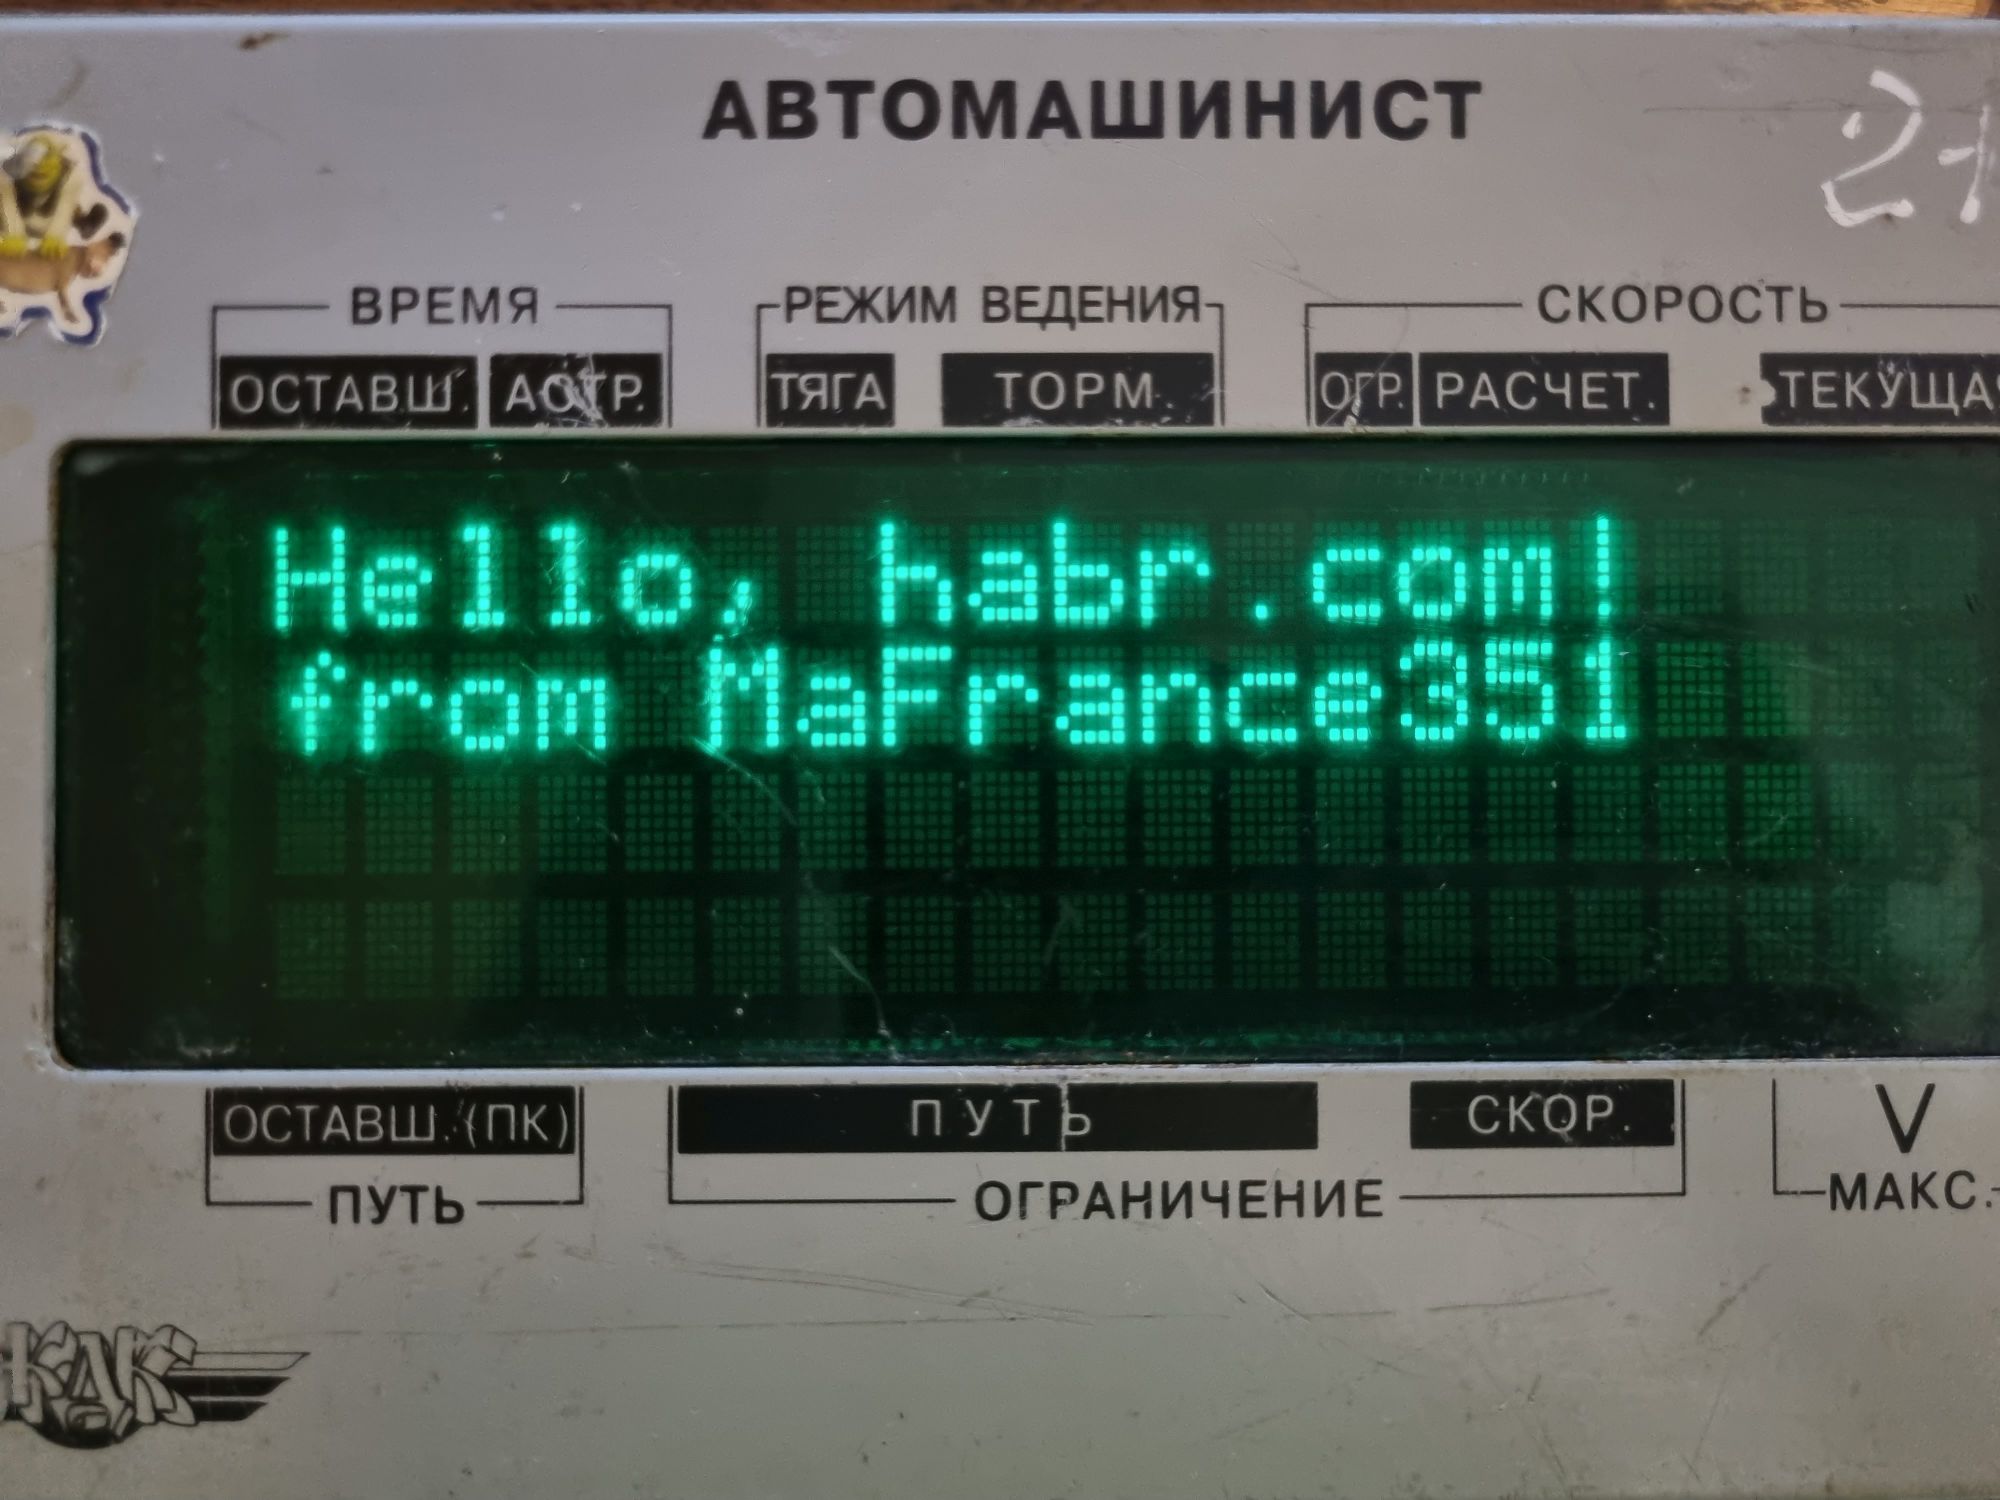 АВТОМАШИНИСТ
ВРЕМЯ РЕЖИМ ВЕДЕНИЯ СКОРОСТЬ
ОСТАВШ. АСТР. ТЯГА ТОРМ. ОГР. РАСЧЕТ. ТЕКУЩАЯ
Hello, habr.com!
from MaFrance351
ОСТАВШ.(ПК) ПУТЬ СКОР. V
ПУТЬ ОГРАНИЧЕНИЕ МАКС.